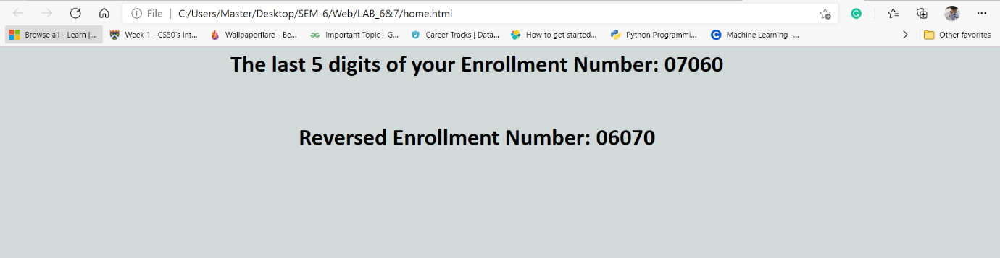 File | C:/Users/Master/Desktop/SEM-6/Web/LAB_6&7/home.html
Browse all - Learn |... Week 1 - CS50's Int... Wallpaperflare - Be... Important Topic - G... Career Tracks | Data... How to get started... Python Programmi... Machine Learning -... Other favorites
The last 5 digits of your Enrollment Number: 07060
Reversed Enrollment Number: 06070